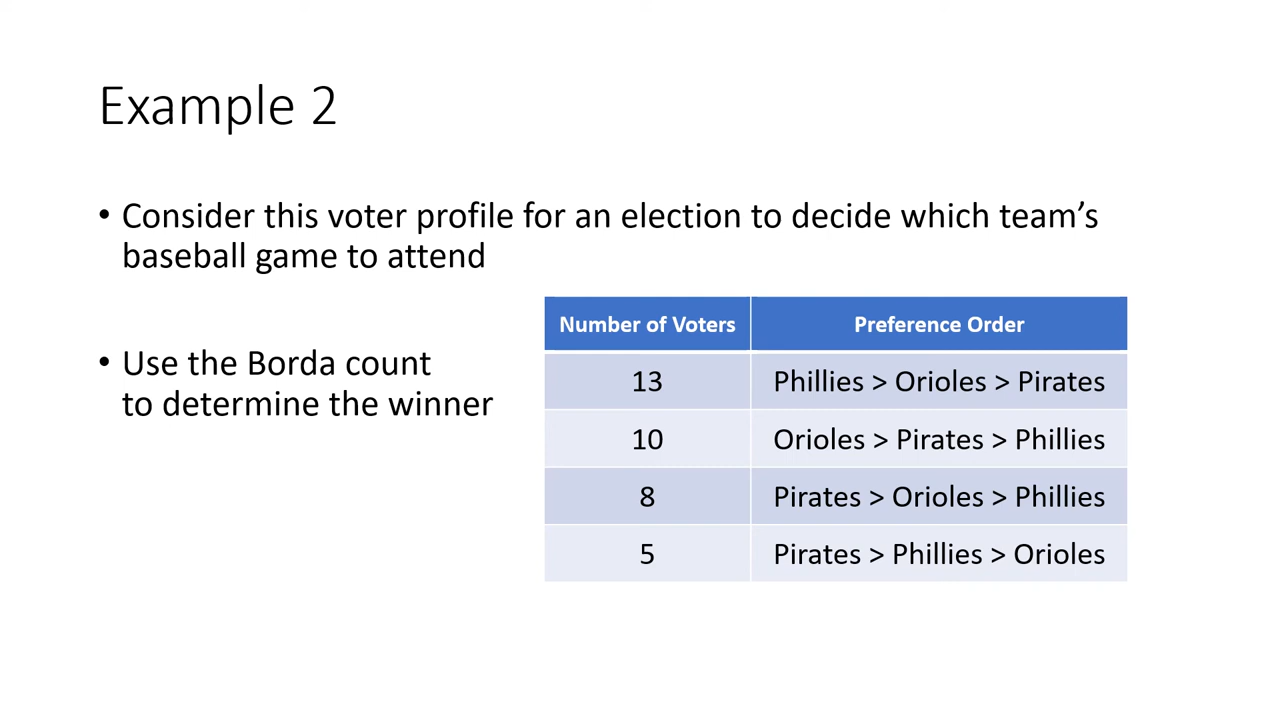 Example 2
• Consider this voter profile for an election to decide which team’s
baseball game to attend
• Use the Borda count
to determine the winner
Number of Voters Preference Order
13 Phillies > Orioles > Pirates
10 Orioles > Pirates > Phillies
8 Pirates > Orioles > Phillies
5 Pirates > Phillies > Orioles